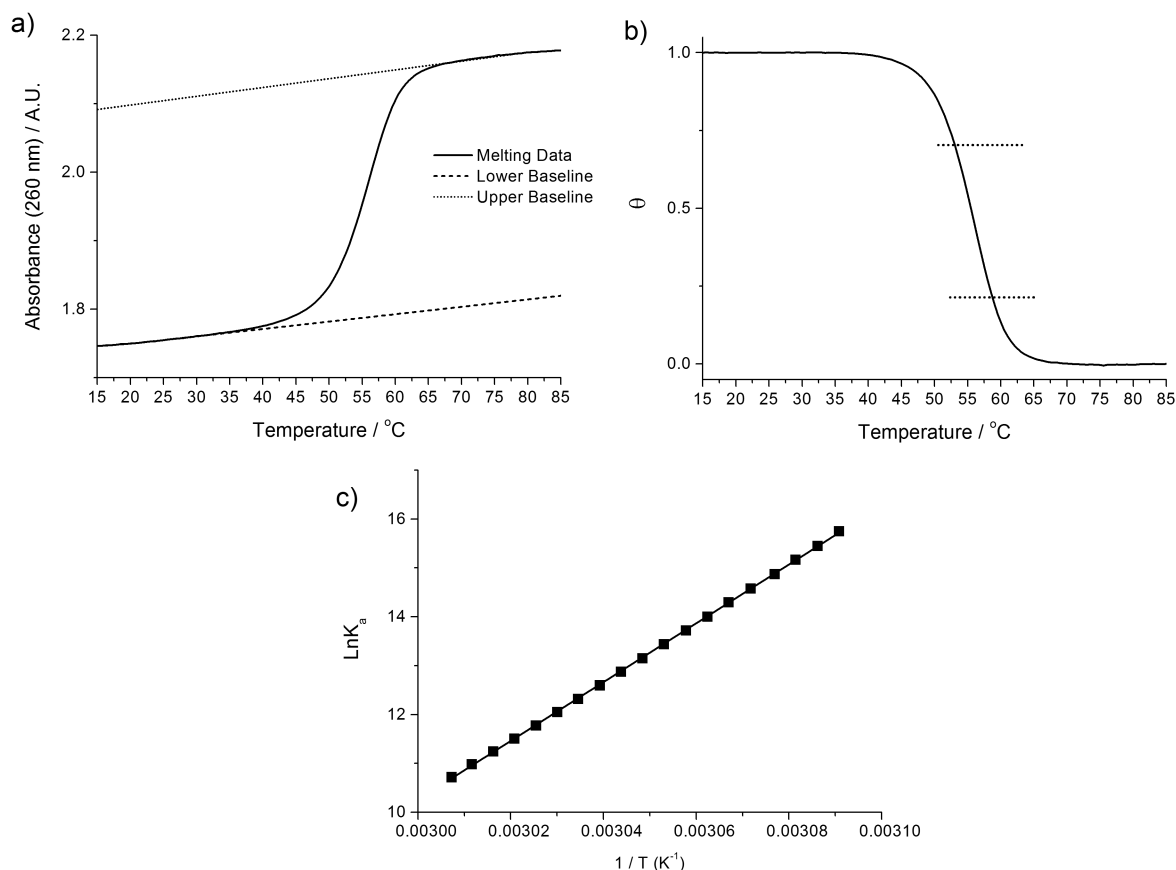 a)
2.2
2.0
1.8
Absorbance (260 nm) / A.U.
Melting Data
Lower Baseline
Upper Baseline
15 20 25 30 35 40 45 50 55 60 65 70 75 80 85
Temperature / °C
b)
1.0
0.5
0.0
θ
15 20 25 30 35 40 45 50 55 60 65 70 75 80 85
Temperature / °C
c)
16
14
12
10
LnKₐ
0.00300 0.00302 0.00304 0.00306 0.00308 0.00310
1 / T (K⁻¹)